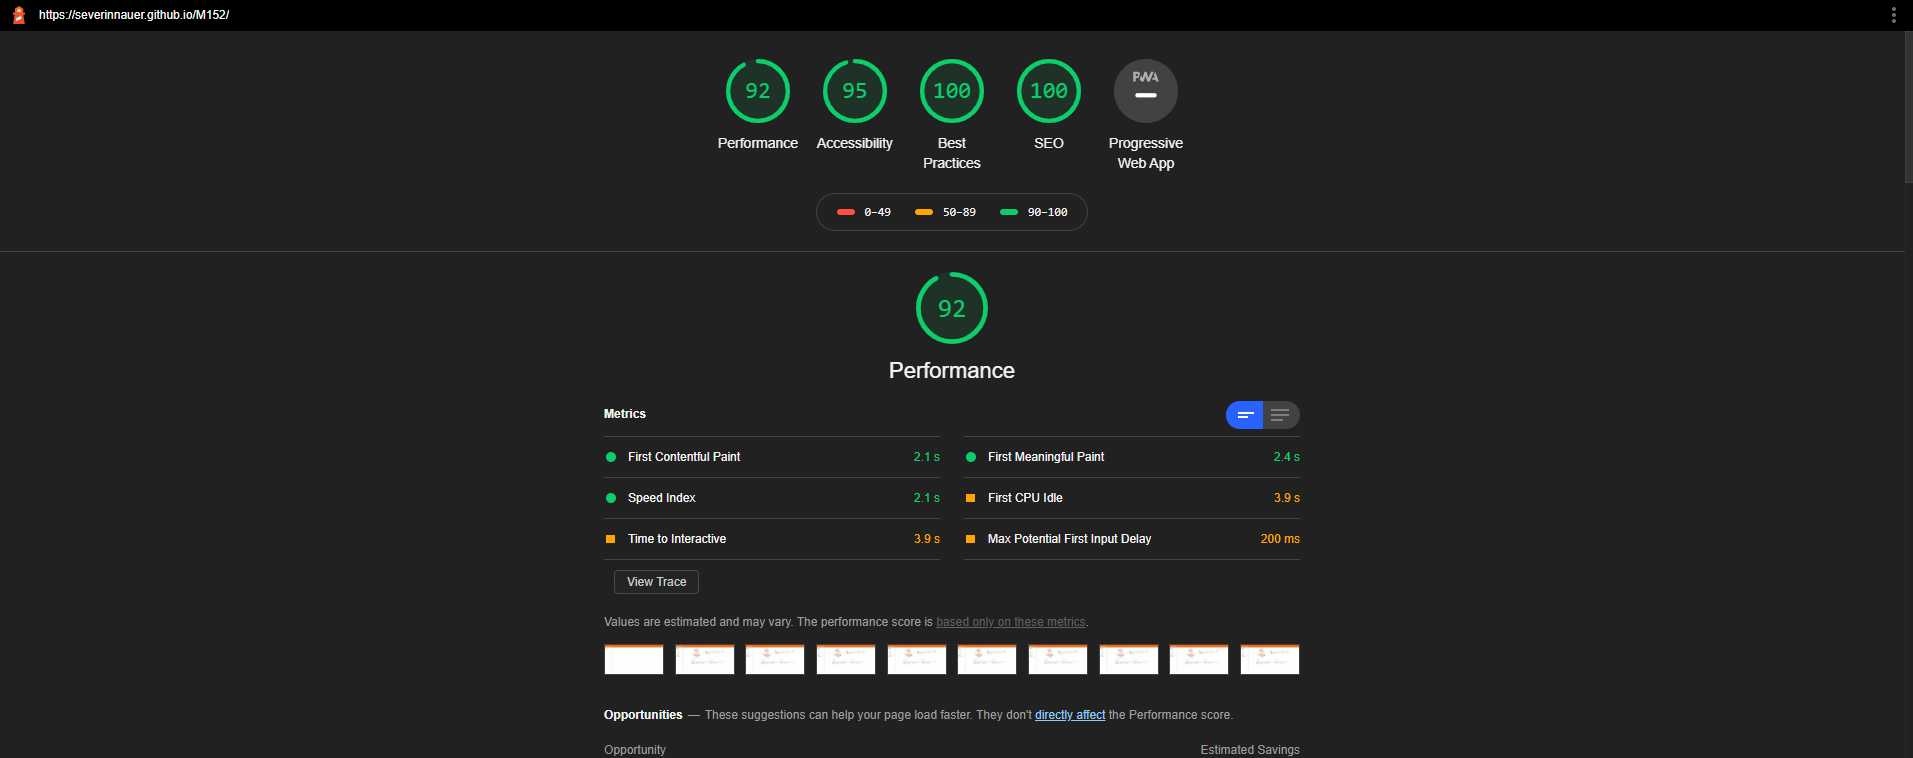 https://severinnauer.github.io/M152/
92 95 100 100 PWA
Performance Accessibility Best Practices SEO Progressive Web App
0–49 50–89 90–100
92
Performance
Metrics
First Contentful Paint 2.1 s
First Meaningful Paint 2.4 s
Speed Index 2.1 s
First CPU Idle 3.9 s
Time to Interactive 3.9 s
Max Potential First Input Delay 200 ms
View Trace
Values are estimated and may vary. The performance score is based only on these metrics.
Opportunities — These suggestions can help your page load faster. They don't directly affect the Performance score.
Opportunity Estimated Savings